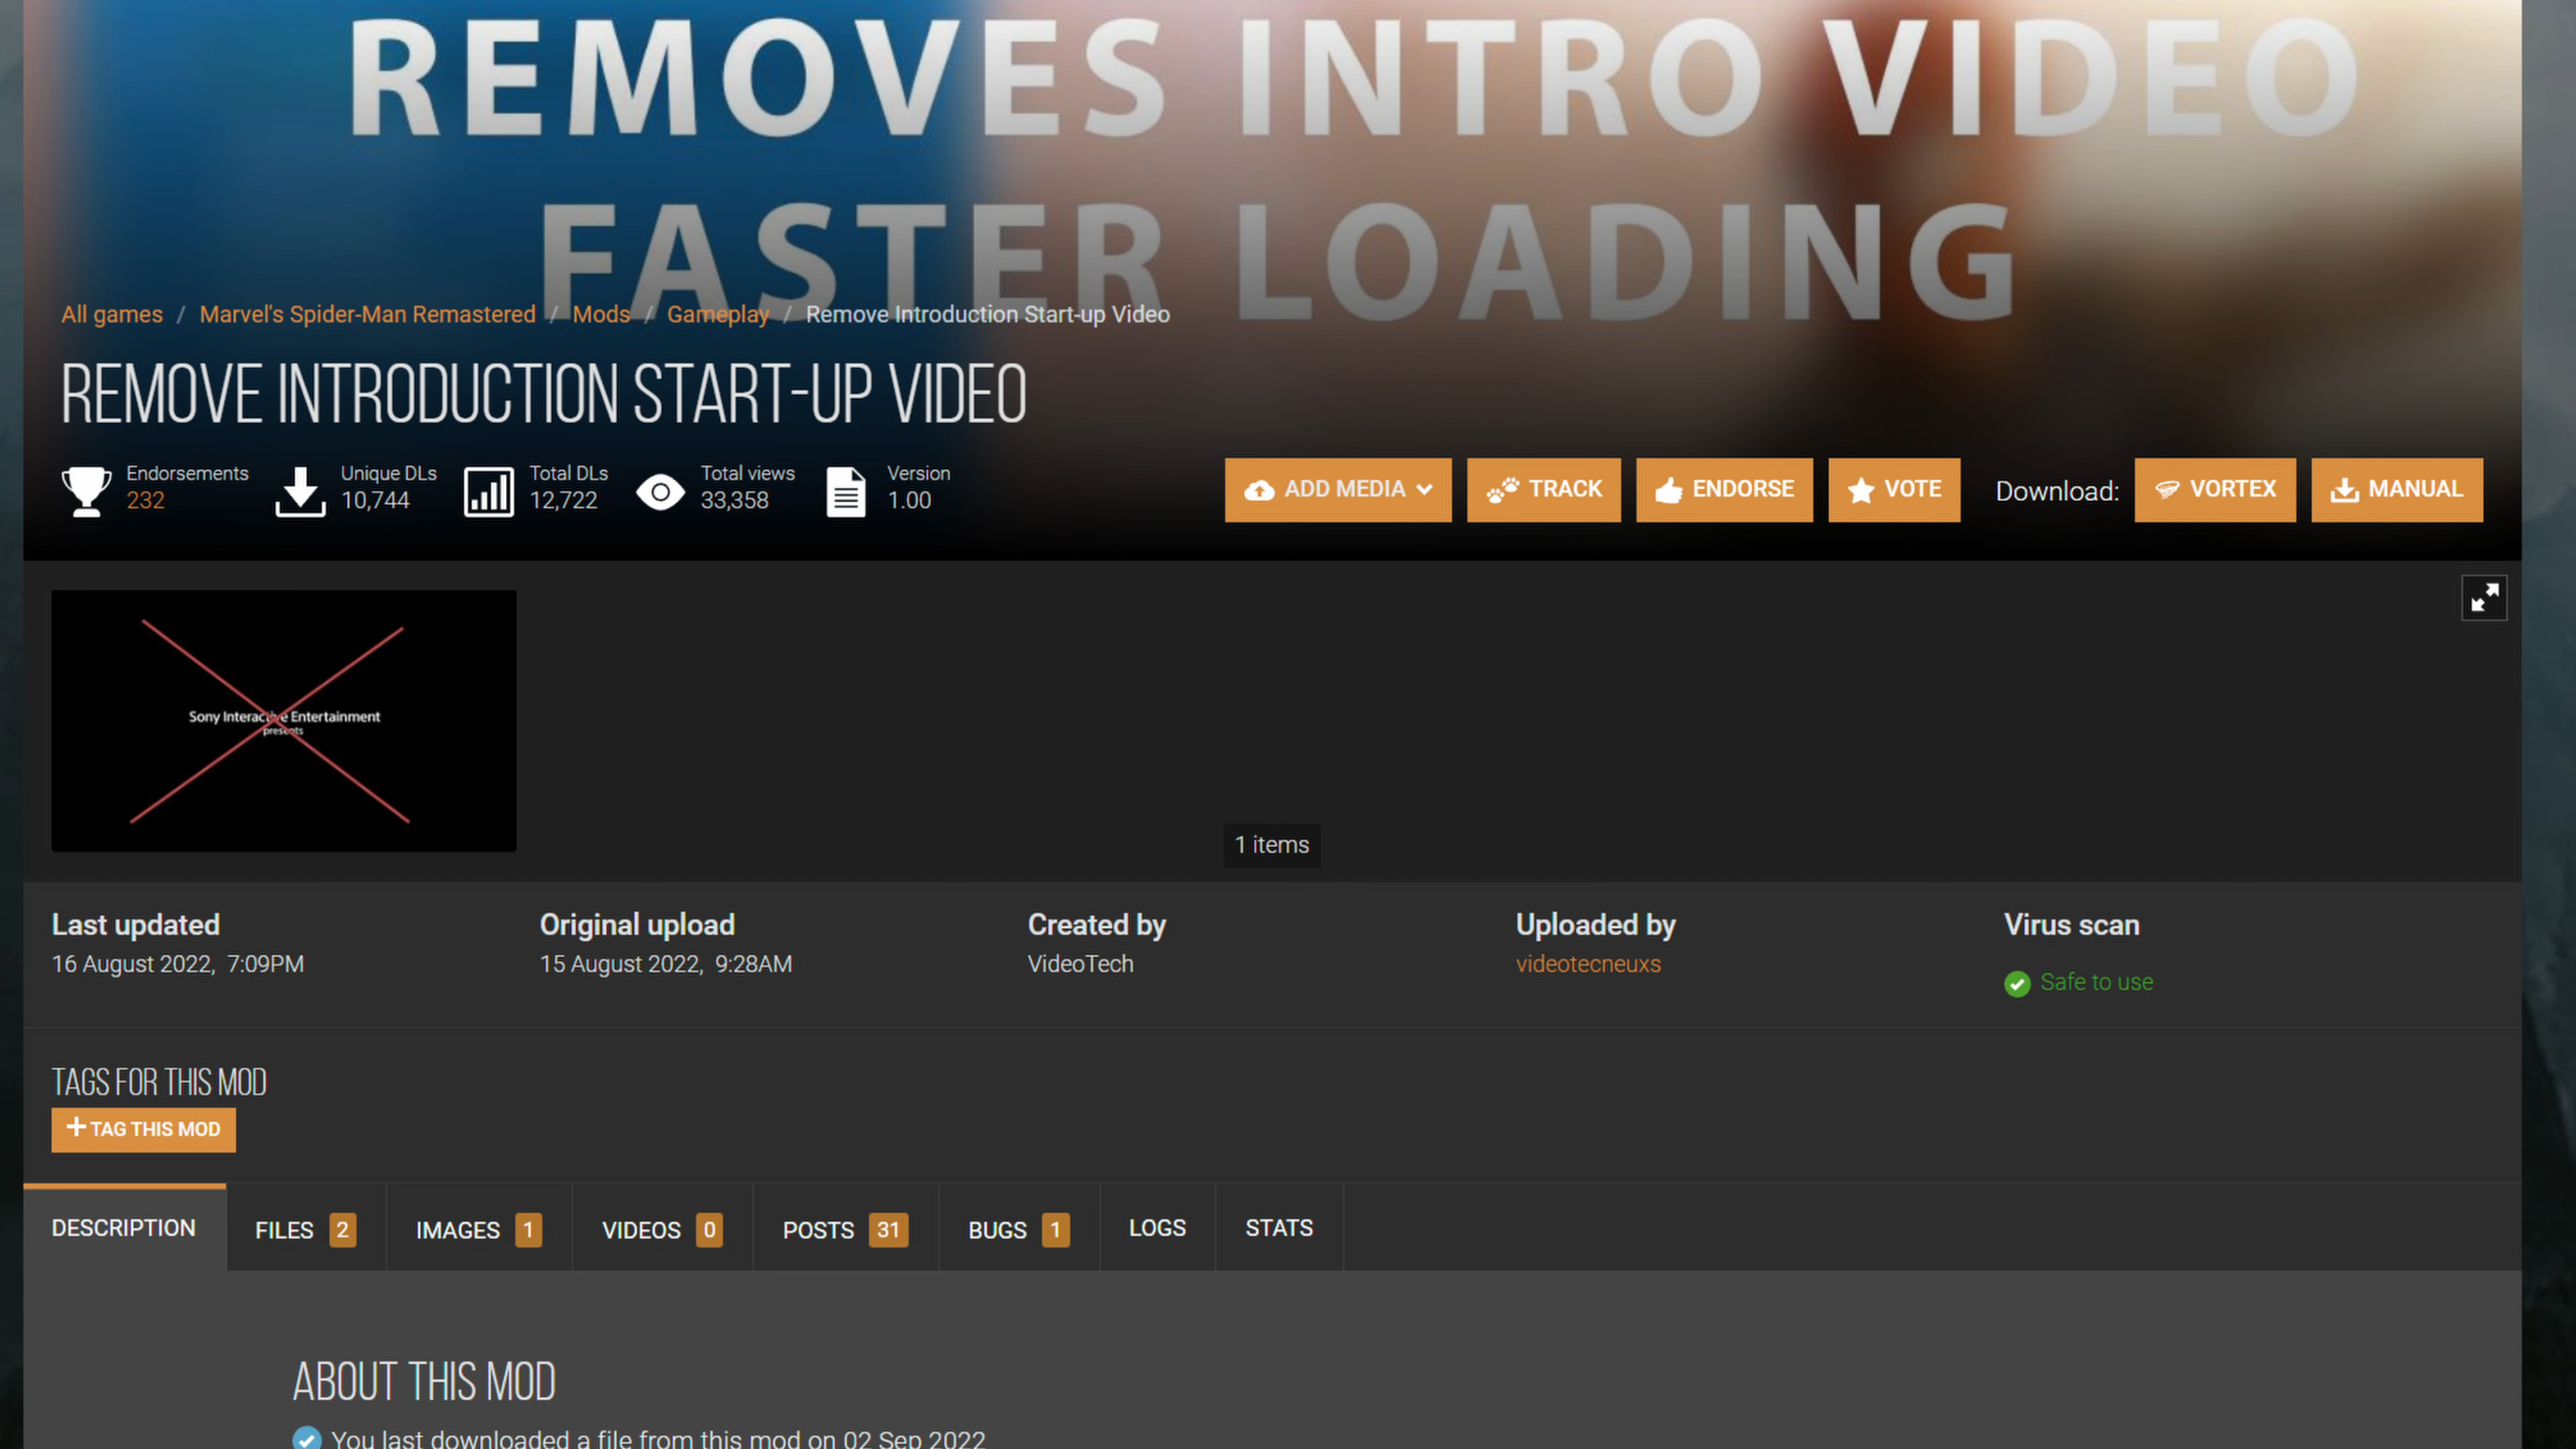 REMOVES INTRO VIDEO
FASTER LOADING
All games / Marvel's Spider-Man Remastered / Mods / Gameplay / Remove Introduction Start-up Video
REMOVE INTRODUCTION START-UP VIDEO
Endorsements
232
Unique DLs
10,744
Total DLs
12,722
Total views
33,358
Version
1.00
ADD MEDIA
TRACK
ENDORSE
VOTE
Download:
VORTEX
MANUAL
Sony Interactive Entertainment
presents
1 items
Last updated
16 August 2022, 7:09PM
Original upload
15 August 2022, 9:28AM
Created by
VideoTech
Uploaded by
videotecneuxs
Virus scan
Safe to use
TAGS FOR THIS MOD
+ TAG THIS MOD
DESCRIPTION
FILES 2
IMAGES 1
VIDEOS 0
POSTS 31
BUGS 1
LOGS
STATS
ABOUT THIS MOD
You last downloaded a file from this mod on 02 Sep 2022